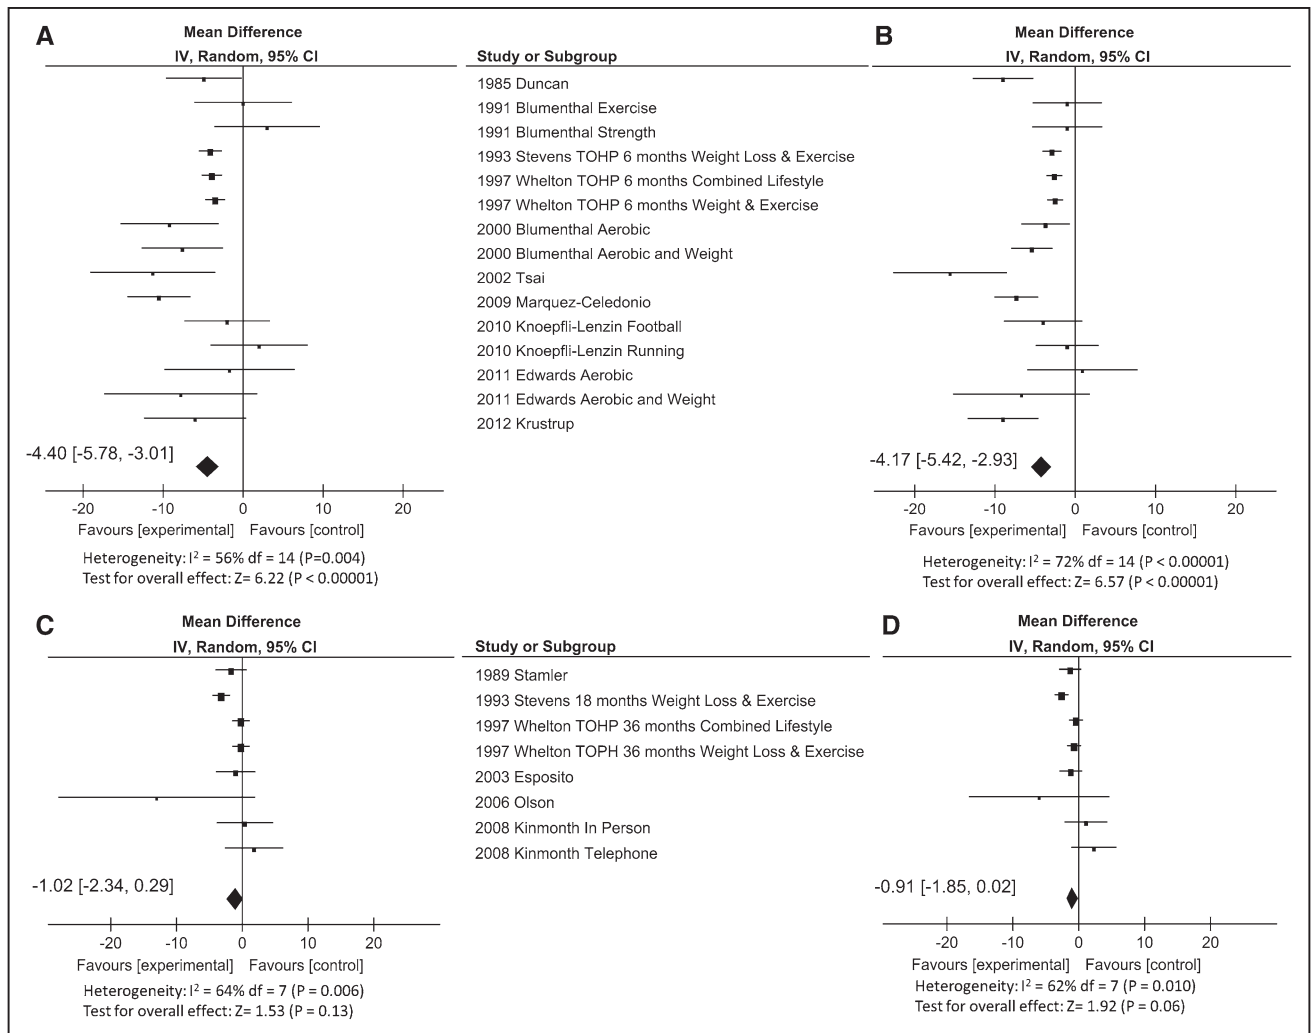 A
Mean Difference
IV, Random, 95% CI
Study or Subgroup
B
Mean Difference
IV, Random, 95% CI
1985 Duncan
1991 Blumenthal Exercise
1991 Blumenthal Strength
1993 Stevens TOHP 6 months Weight Loss & Exercise
1997 Whelton TOHP 6 months Combined Lifestyle
1997 Whelton TOHP 6 months Weight & Exercise
2000 Blumenthal Aerobic
2000 Blumenthal Aerobic and Weight
2002 Tsai
2009 Marquez-Celedonio
2010 Knoepfli-Lenzin Football
2010 Knoepfli-Lenzin Running
2011 Edwards Aerobic
2011 Edwards Aerobic and Weight
2012 Krustrup
-4.40 [-5.78, -3.01]
-20 -10 0 10 20
Favours [experimental] Favours [control]
Heterogeneity: I² = 56% df = 14 (P=0.004)
Test for overall effect: Z= 6.22 (P < 0.00001)
-4.17 [-5.42, -2.93]
-20 -10 0 10 20
Favours [experimental] Favours [control]
Heterogeneity: I² = 72% df = 14 (P < 0.00001)
Test for overall effect: Z= 6.57 (P < 0.00001)
C
Mean Difference
IV, Random, 95% CI
Study or Subgroup
D
Mean Difference
IV, Random, 95% CI
1989 Stamler
1993 Stevens 18 months Weight Loss & Exercise
1997 Whelton TOHP 36 months Combined Lifestyle
1997 Whelton TOPH 36 months Weight Loss & Exercise
2003 Esposito
2006 Olson
2008 Kinmonth In Person
2008 Kinmonth Telephone
-1.02 [-2.34, 0.29]
-20 -10 0 10 20
Favours [experimental] Favours [control]
Heterogeneity: I² = 64% df = 7 (P = 0.006)
Test for overall effect: Z= 1.53 (P = 0.13)
-0.91 [-1.85, 0.02]
-20 -10 0 10 20
Favours [experimental] Favours [control]
Heterogeneity: I² = 62% df = 7 (P = 0.010)
Test for overall effect: Z= 1.92 (P = 0.06)